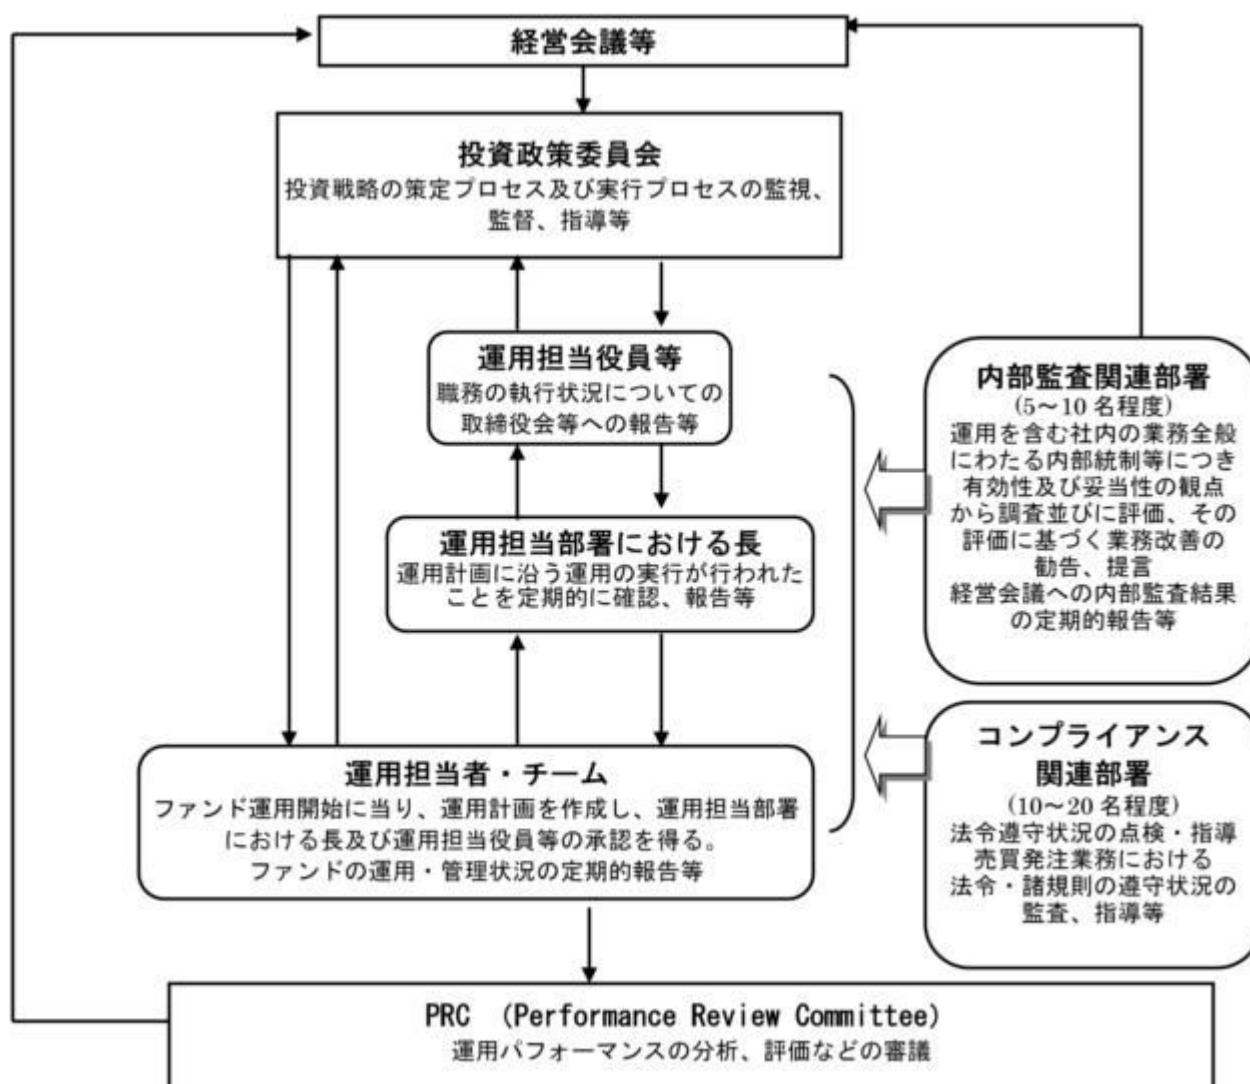 経営会議等
投資政策委員会
投資戦略の策定プロセス及び実行プロセスの監視、
監督、指導等
運用担当役員等
職務の執行状況についての
取締役会等への報告等
運用担当部署における長
運用計画に沿う運用の実行が行われた
ことを定期的に確認、報告等
運用担当者・チーム
ファンド運用開始に当り、運用計画を作成し、運用担当部署
における長及び運用担当役員等の承認を得る。
ファンドの運用・管理状況の定期的報告等
内部監査関連部署
(5～10 名程度)
運用を含む社内の業務全般
にわたる内部統制等につき
有効性及び妥当性の観点
から調査並びに評価、その
評価に基づく業務改善の
勧告、提言
経営会議への内部監査結果
の定期的報告等
コンプライアンス
関連部署
(10～20 名程度)
法令遵守状況の点検・指導
売買発注業務における
法令・諸規則の遵守状況の
監査、指導等
PRC （Performance Review Committee)
運用パフォーマンスの分析、評価などの審議